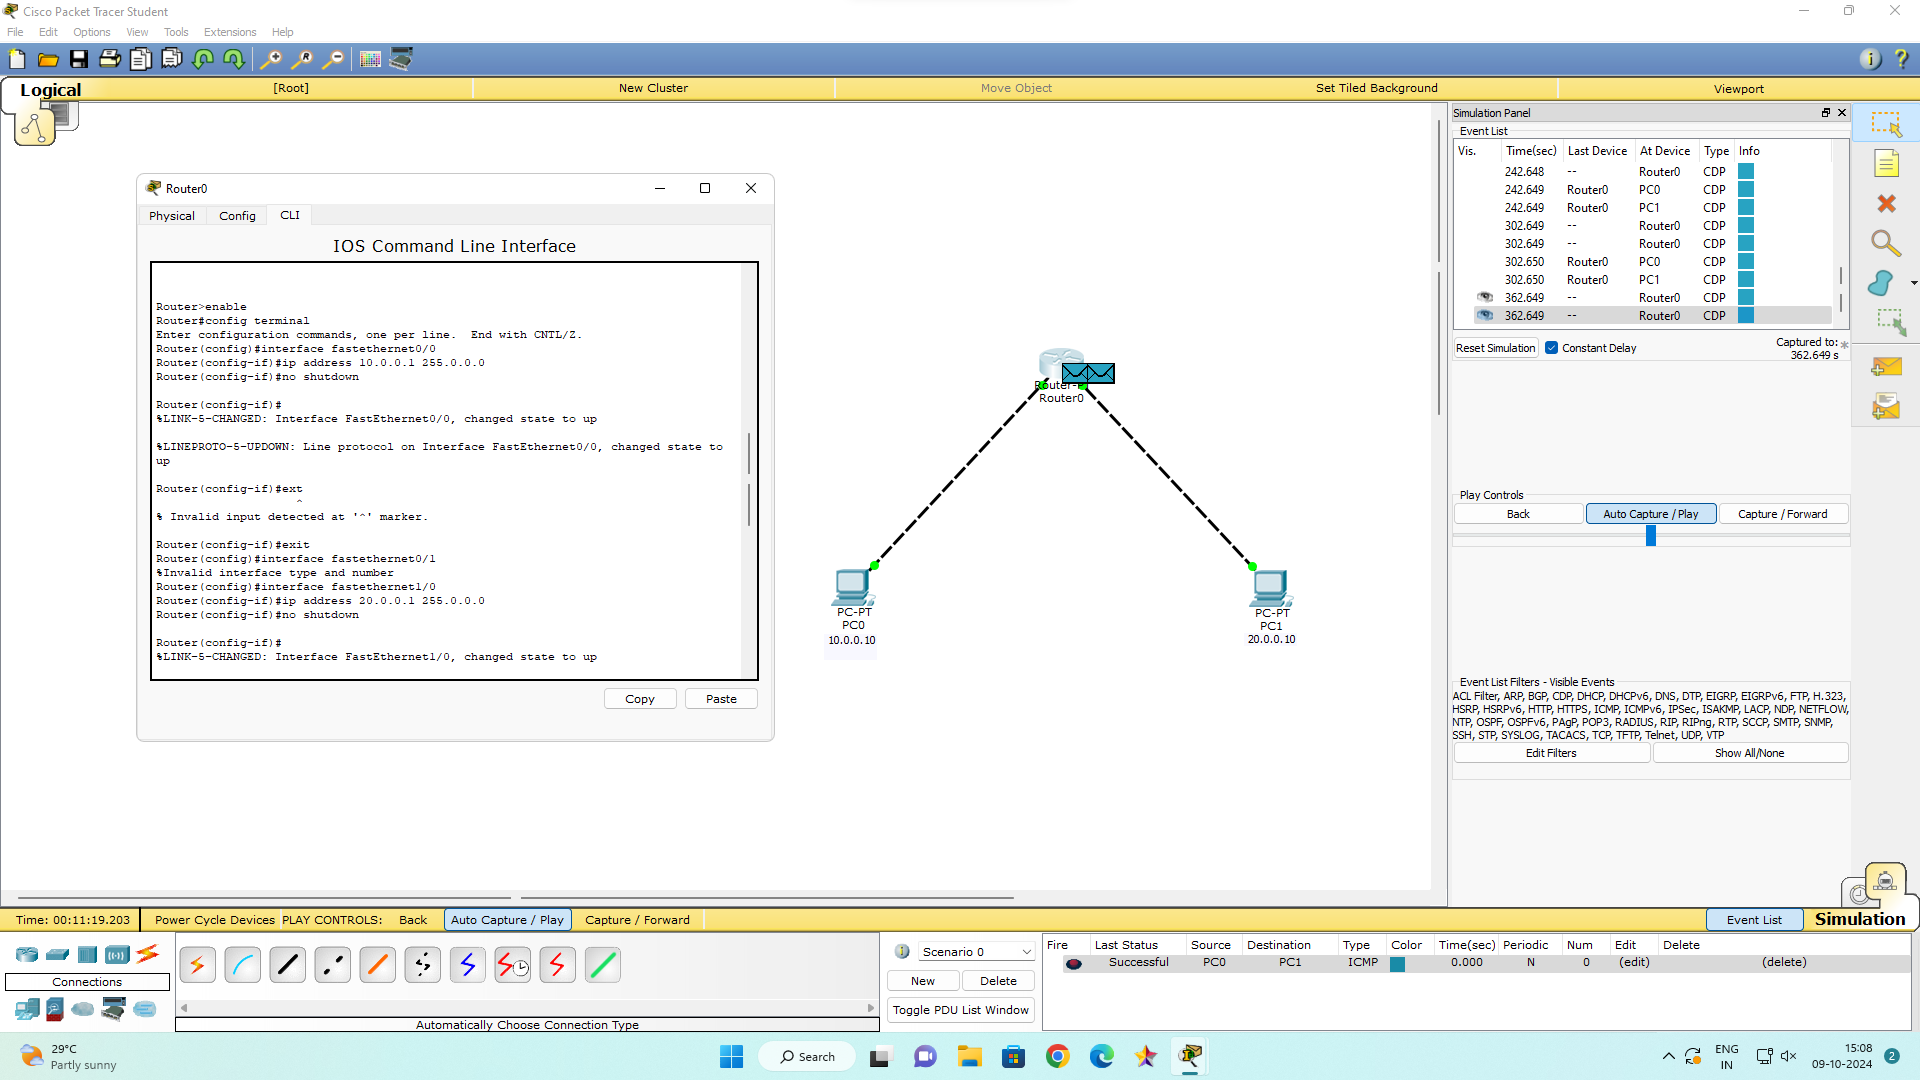 Cisco Packet Tracer Student
File Edit Options View Tools Extensions Help
Logical [Root] New Cluster Move Object Set Tiled Background Viewport
Router0
Physical Config CLI
IOS Command Line Interface
Router>enable
Router#config terminal
Enter configuration commands, one per line.  End with CNTL/Z.
Router(config)#interface fastethernet0/0
Router(config-if)#ip address 10.0.0.1 255.0.0.0
Router(config-if)#no shutdown
Router(config-if)#
%LINK-5-CHANGED: Interface FastEthernet0/0, changed state to up
%LINEPROTO-5-UPDOWN: Line protocol on Interface FastEthernet0/0, changed state to
up
Router(config-if)#ext
^
% Invalid input detected at '^' marker.
Router(config-if)#exit
Router(config)#interface fastethernet0/1
%Invalid interface type and number
Router(config)#interface fastethernet1/0
Router(config-if)#ip address 20.0.0.1 255.0.0.0
Router(config-if)#no shutdown
Router(config-if)#
%LINK-5-CHANGED: Interface FastEthernet1/0, changed state to up
Copy Paste
Router0
PC-PT
PC0
10.0.0.10
PC-PT
PC1
20.0.0.10
Simulation Panel
Event List
Vis. Time(sec) Last Device At Device Type Info
242.648 -- Router0 CDP
242.649 Router0 PC0 CDP
242.649 Router0 PC1 CDP
302.649 -- Router0 CDP
302.649 -- Router0 CDP
302.650 Router0 PC0 CDP
302.650 Router0 PC1 CDP
362.649 -- Router0 CDP
362.649 -- Router0 CDP
Reset Simulation Constant Delay Captured to: *
362.649 s
Play Controls
Back Auto Capture / Play Capture / Forward
Event List Filters - Visible Events
ACL Filter, ARP, BGP, CDP, DHCP, DHCPv6, DNS, DTP, EIGRP, EIGRPv6, FTP, H.323,
HSRP, HSRPv6, HTTP, HTTPS, ICMP, ICMPv6, IPSec, ISAKMP, LACP, NDP, NETFLOW,
NTP, OSPF, OSPFv6, PAgP, POP3, RADIUS, RIP, RIPng, RTP, SCCP, SMTP, SNMP,
SSH, STP, SYSLOG, TACACS, TCP, TFTP, Telnet, UDP, VTP
Edit Filters Show All/None
Time: 00:11:19.203 Power Cycle Devices PLAY CONTROLS: Back Auto Capture / Play Capture / Forward Event List Simulation
Connections
Automatically Choose Connection Type
Scenario 0
New Delete
Toggle PDU List Window
Fire Last Status Source Destination Type Color Time(sec) Periodic Num Edit Delete
Successful PC0 PC1 ICMP 0.000 N 0 (edit) (delete)
29°C
Partly sunny
Search
ENG
IN
15:08
09-10-2024
2